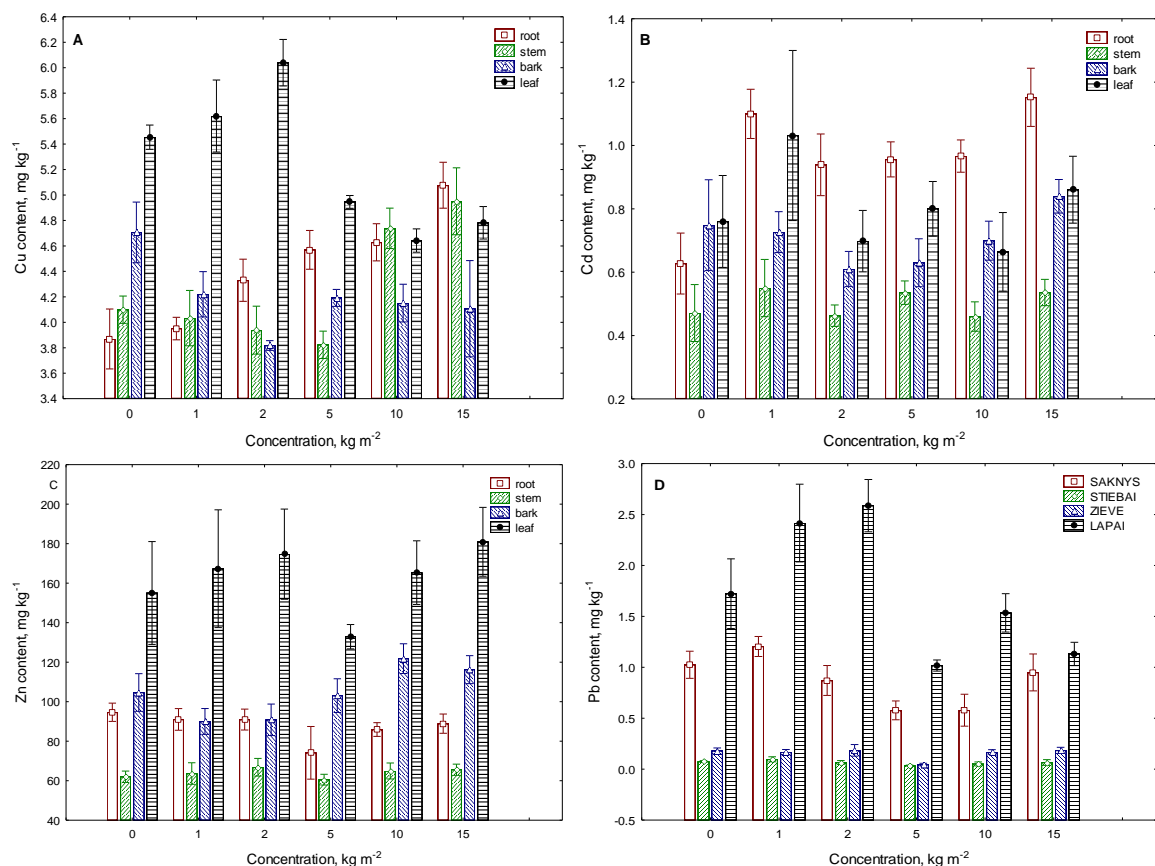 A
root
stem
bark
leaf
Cu content, mg kg-1
6.4
6.2
6.0
5.8
5.6
5.4
5.2
5.0
4.8
4.6
4.4
4.2
4.0
3.8
3.6
3.4
0 1 2 5 10 15
Concentration, kg m-2
B
root
stem
bark
leaf
Cd content, mg kg-1
1.4
1.2
1.0
0.8
0.6
0.4
0.2
0 1 2 5 10 15
Concentration, kg m-2
C
root
stem
bark
leaf
Zn content, mg kg-1
220
200
180
160
140
120
100
80
60
40
0 1 2 5 10 15
Concentration, kg m-2
D
SAKNYS
STIEBAI
ZIEVE
LAPAI
Pb content, mg kg-1
3.0
2.5
2.0
1.5
1.0
0.5
0.0
-0.5
0 1 2 5 10 15
Concentration, kg m-2